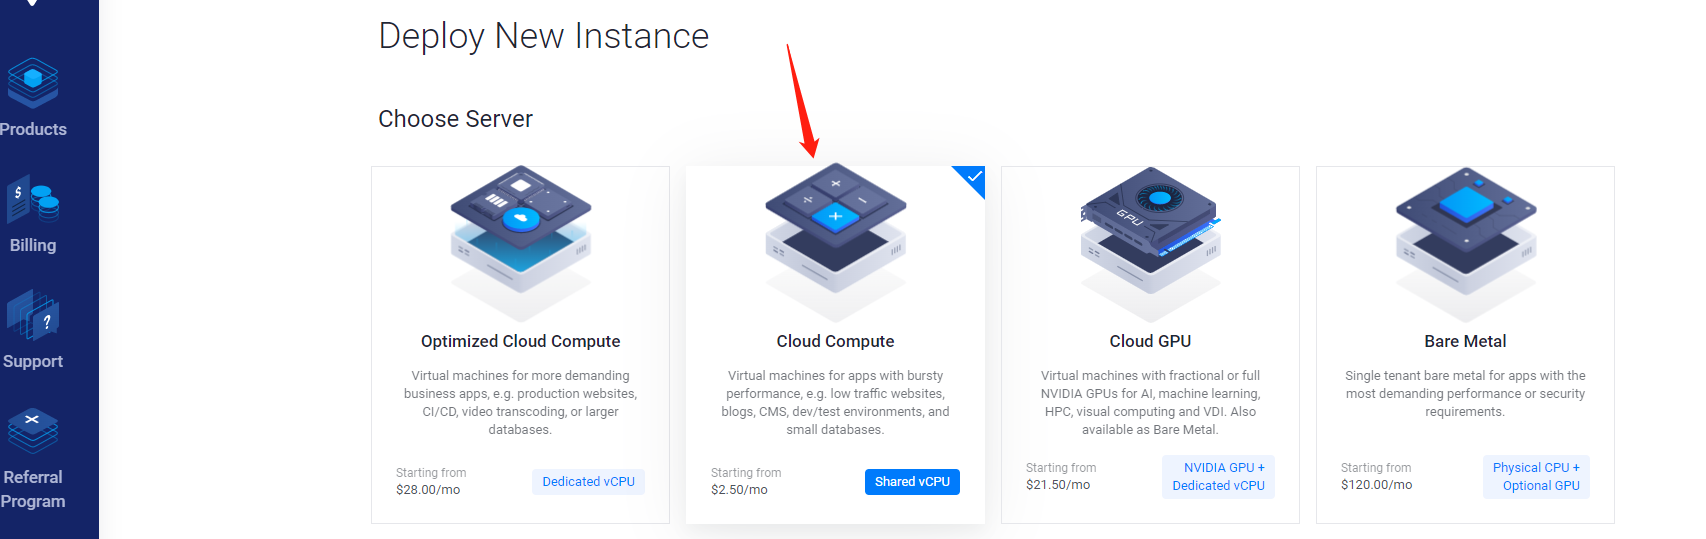 Deploy New Instance
Choose Server
Products
$
Billing
?
Support
Referral
Program
Optimized Cloud Compute
Virtual machines for more demanding
business apps, e.g. production websites,
CI/CD, video transcoding, or larger
databases.
Starting from
$28.00/mo
Dedicated vCPU
Cloud Compute
Virtual machines for apps with bursty
performance, e.g. low traffic websites,
blogs, CMS, dev/test environments, and
small databases.
Starting from
$2.50/mo
Shared vCPU
GPU
Cloud GPU
Virtual machines with fractional or full
NVIDIA GPUs for AI, machine learning,
HPC, visual computing and VDI. Also
available as Bare Metal.
Starting from
$21.50/mo
NVIDIA GPU +
Dedicated vCPU
Bare Metal
Single tenant bare metal for apps with the
most demanding performance or security
requirements.
Starting from
$120.00/mo
Physical CPU +
Optional GPU